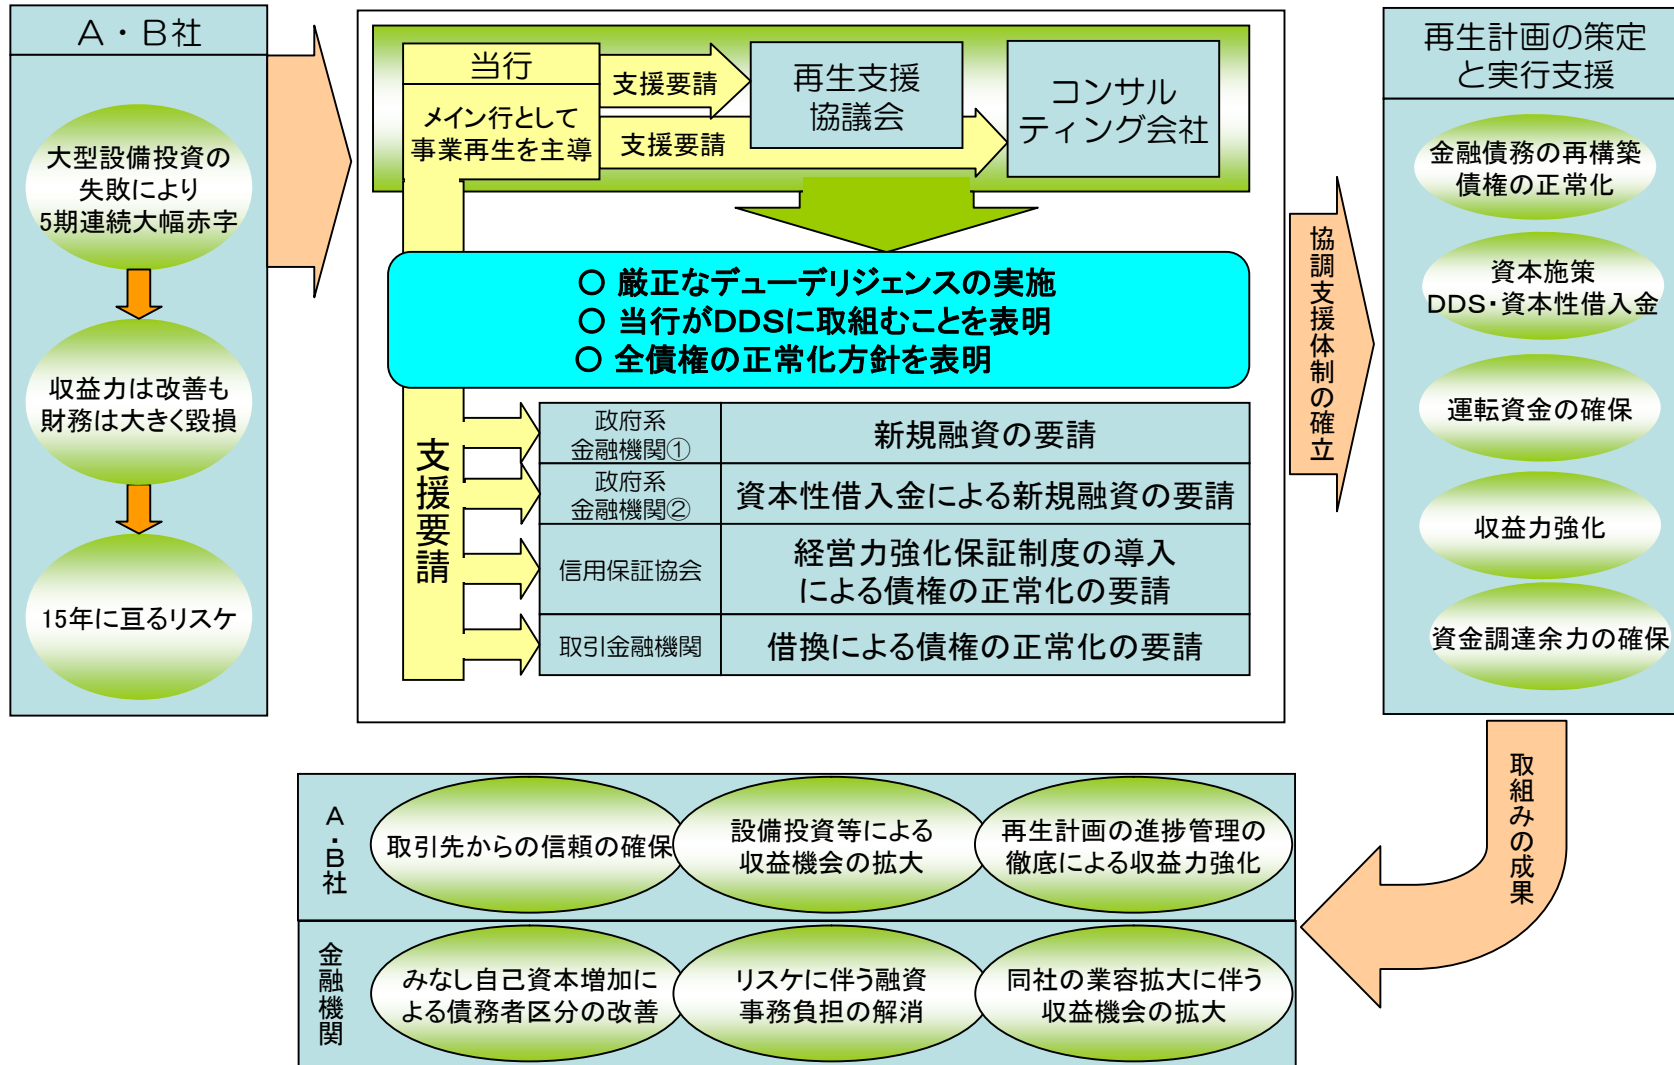 A・B社
大型設備投資の
失敗により
5期連続大幅赤字
収益力は改善も
財務は大きく毀損
15年に亘るリスケ
当行
メイン行として
事業再生を主導
支援要請
支援要請
再生支援
協議会
コンサル
ティング会社
○ 厳正なデューデリジェンスの実施
○ 当行がDDSに取組むことを表明
○ 全債権の正常化方針を表明
支援要請
政府系
金融機関①
新規融資の要請
政府系
金融機関②
資本性借入金による新規融資の要請
信用保証協会
経営力強化保証制度の導入
による債権の正常化の要請
取引金融機関
借換による債権の正常化の要請
協調支援体制の確立
再生計画の策定
と実行支援
金融債務の再構築
債権の正常化
資本施策
DDS・資本性借入金
運転資金の確保
収益力強化
資金調達余力の確保
取組みの成果
A・B社
取引先からの信頼の確保
設備投資等による
収益機会の拡大
再生計画の進捗管理の
徹底による収益力強化
金融機関
みなし自己資本増加に
よる債務者区分の改善
リスケに伴う融資
事務負担の解消
同社の業容拡大に伴う
収益機会の拡大